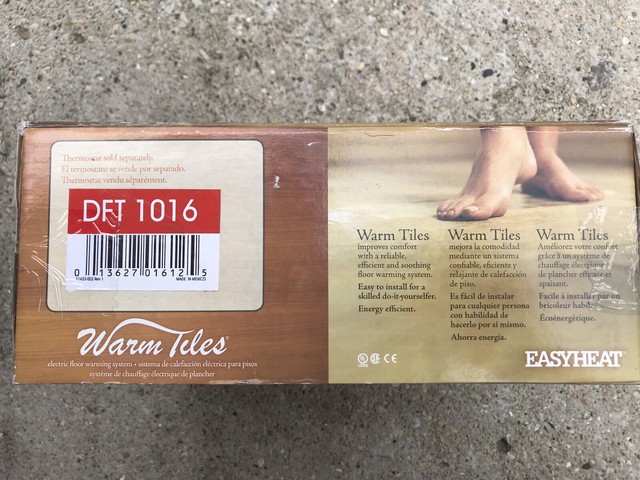 Thermostat sold separately.
El termostato se vende por separado.
Thermostat vendu séparément.
DFT 1016
0 13627 01612 5
MADE IN MEXICO
Warm Tiles
electric floor warming system • sistema de calefacción eléctrica para pisos
système de chauffage électrique de plancher
Warm Tiles
improves comfort
with a reliable,
efficient and soothing
floor warming system.
Easy to install for a
skilled do-it-yourselfer.
Energy efficient.
Warm Tiles
mejora la comodidad
mediante un sistema
confiable, eficiente y
relajante de calefacción
de piso.
Es fácil de instalar
para cualquier persona
con habilidad de
hacerlo por sí mismo.
Ahorra energía.
Warm Tiles
Améliorez votre confort
grâce à un système de
chauffage électrique
de plancher efficace et
apaisant.
Facile à installer par un
bricoleur habile.
Écoénergétique.
UL CE
EASYHEAT